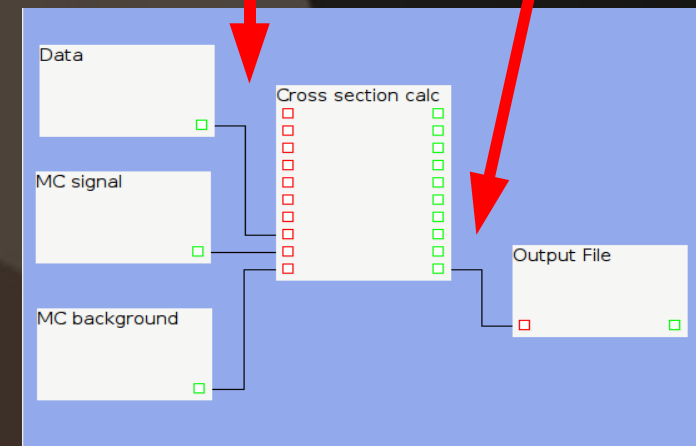 Data
Cross section calc
MC signal
Output File
MC background